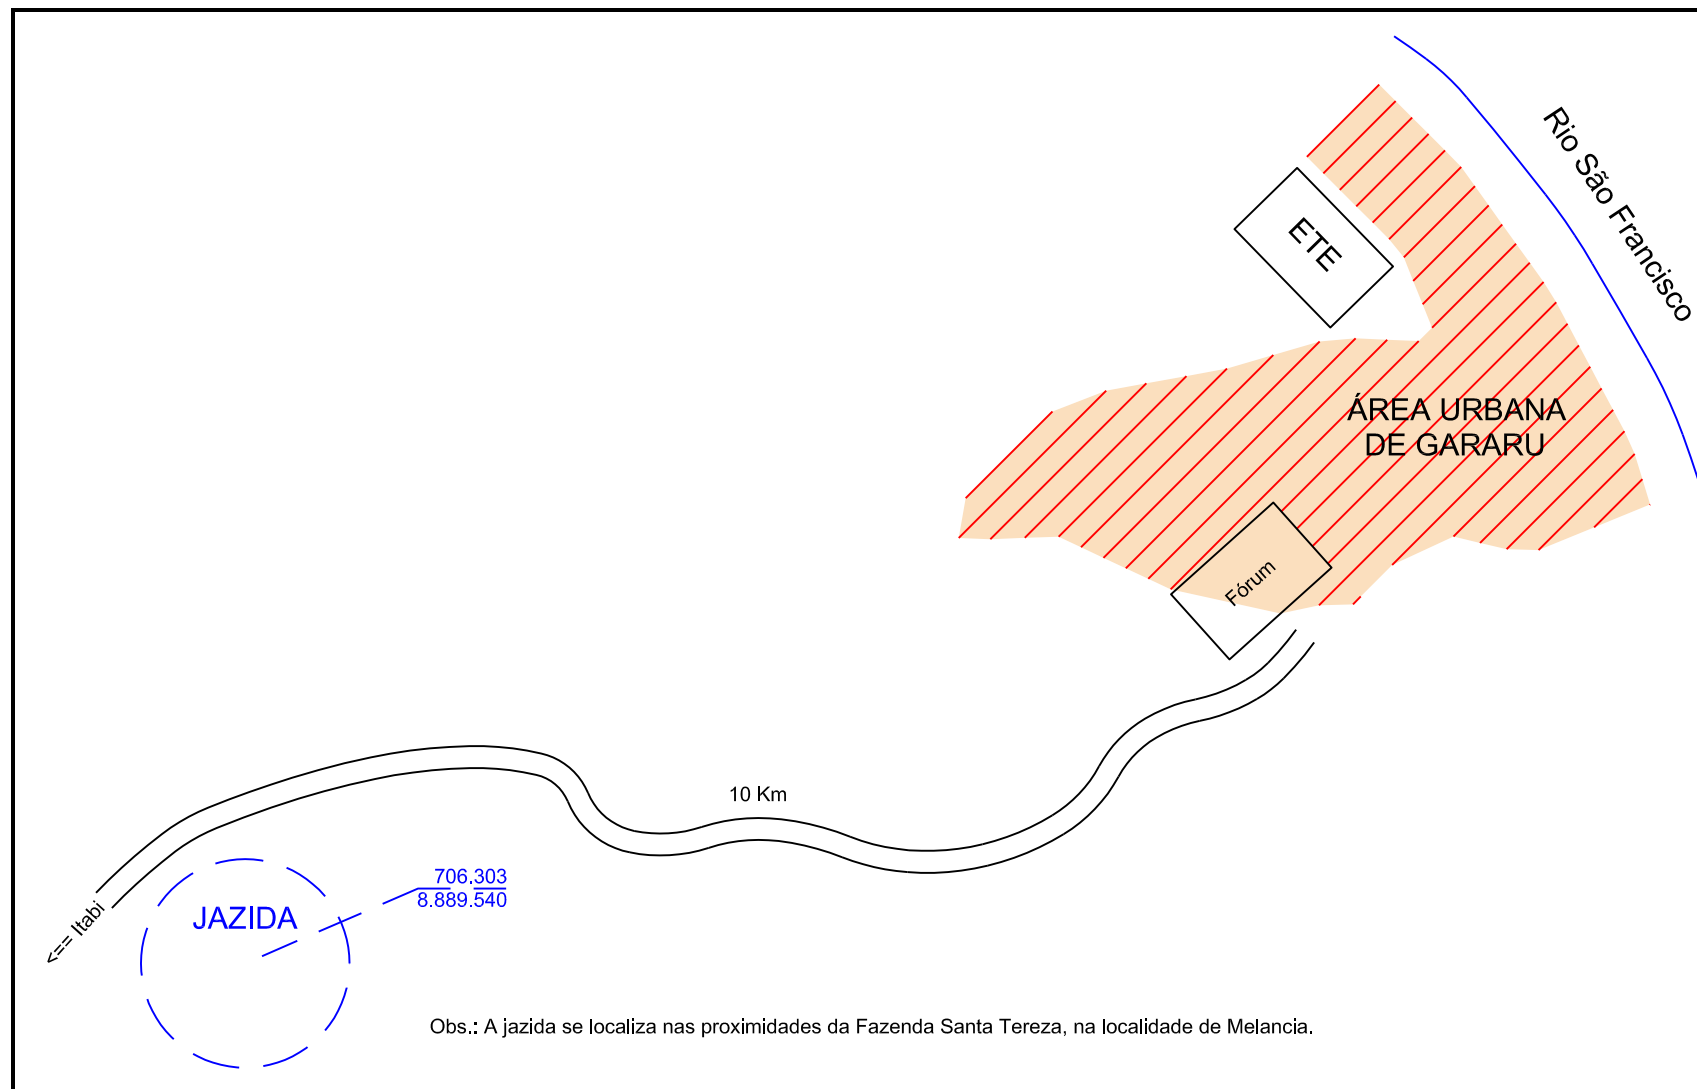 Rio São Francisco
ETE
ÁREA URBANA
DE GARARU
Fórum
10 Km
706.303
8.889.540
JAZIDA
<== Itabi
Obs.: A jazida se localiza nas proximidades da Fazenda Santa Tereza, na localidade de Melancia.